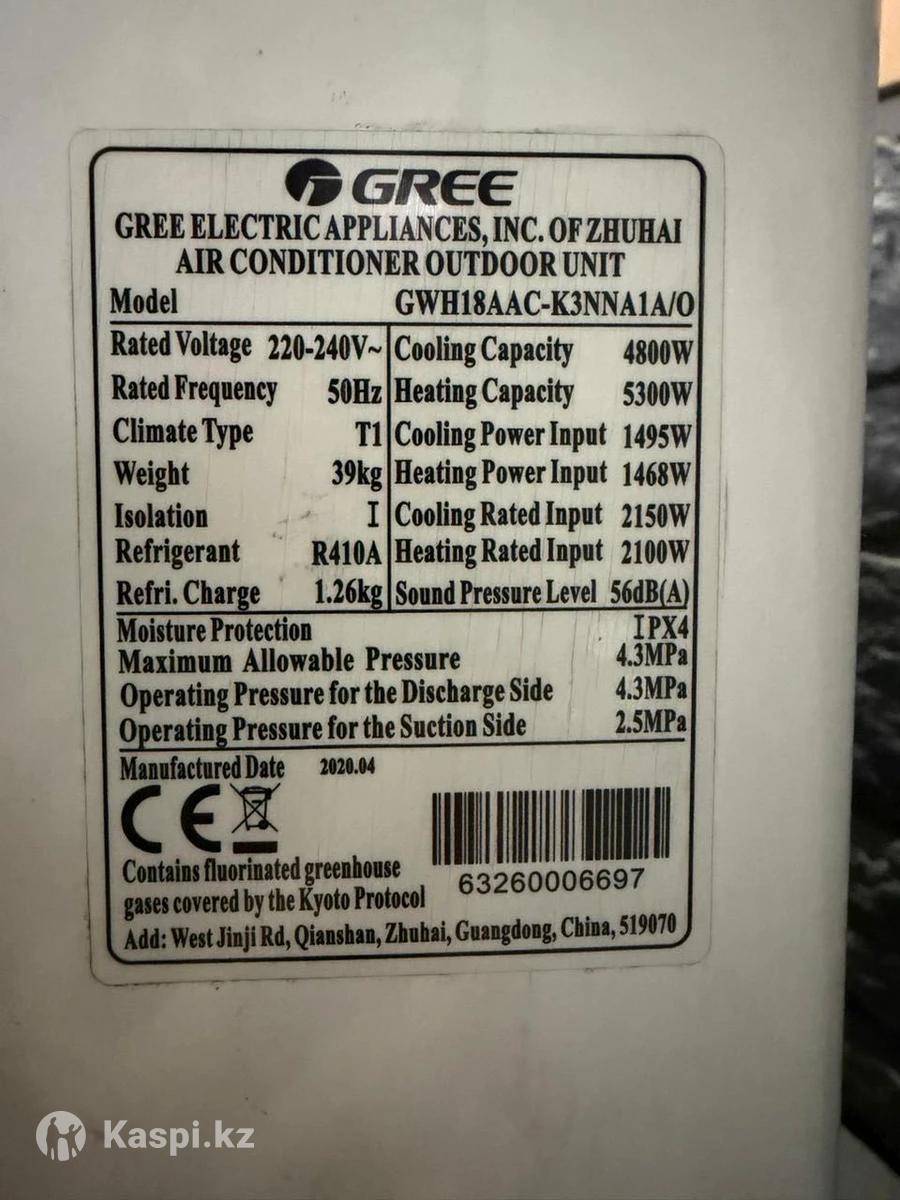 GREE
GREE ELECTRIC APPLIANCES, INC. OF ZHUHAI
AIR CONDITIONER OUTDOOR UNIT
Model GWH18AAC-K3NNA1A/O
Rated Voltage 220-240V~ Cooling Capacity 4800W
Rated Frequency 50Hz Heating Capacity 5300W
Climate Type T1 Cooling Power Input 1495W
Weight 39kg Heating Power Input 1468W
Isolation I Cooling Rated Input 2150W
Refrigerant R410A Heating Rated Input 2100W
Refri. Charge 1.26kg Sound Pressure Level 56dB(A)
Moisture Protection IPX4
Maximum Allowable Pressure 4.3MPa
Operating Pressure for the Discharge Side 4.3MPa
Operating Pressure for the Suction Side 2.5MPa
Manufactured Date 2020.04
CE
Contains fluorinated greenhouse
gases covered by the Kyoto Protocol
63260006697
Add: West Jinji Rd, Qianshan, Zhuhai, Guangdong, China, 519070
Kaspi.kz